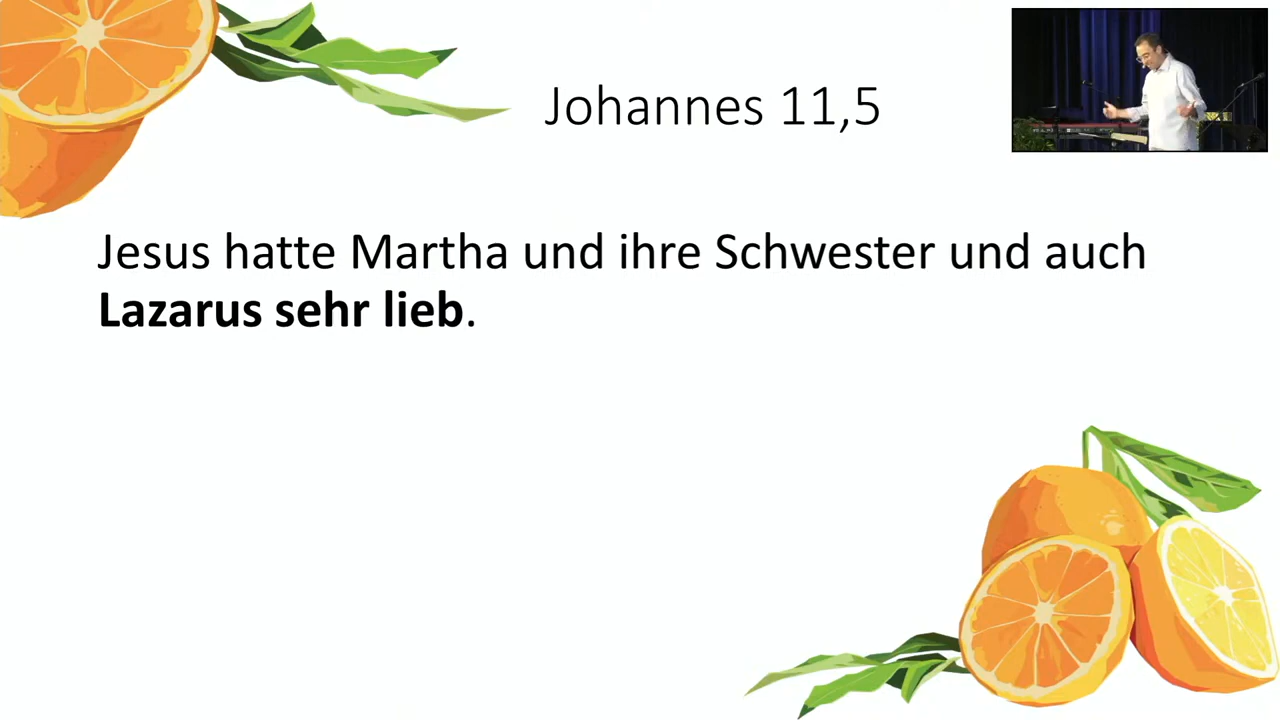 Johannes 11,5
Jesus hatte Martha und ihre Schwester und auch
Lazarus sehr lieb.